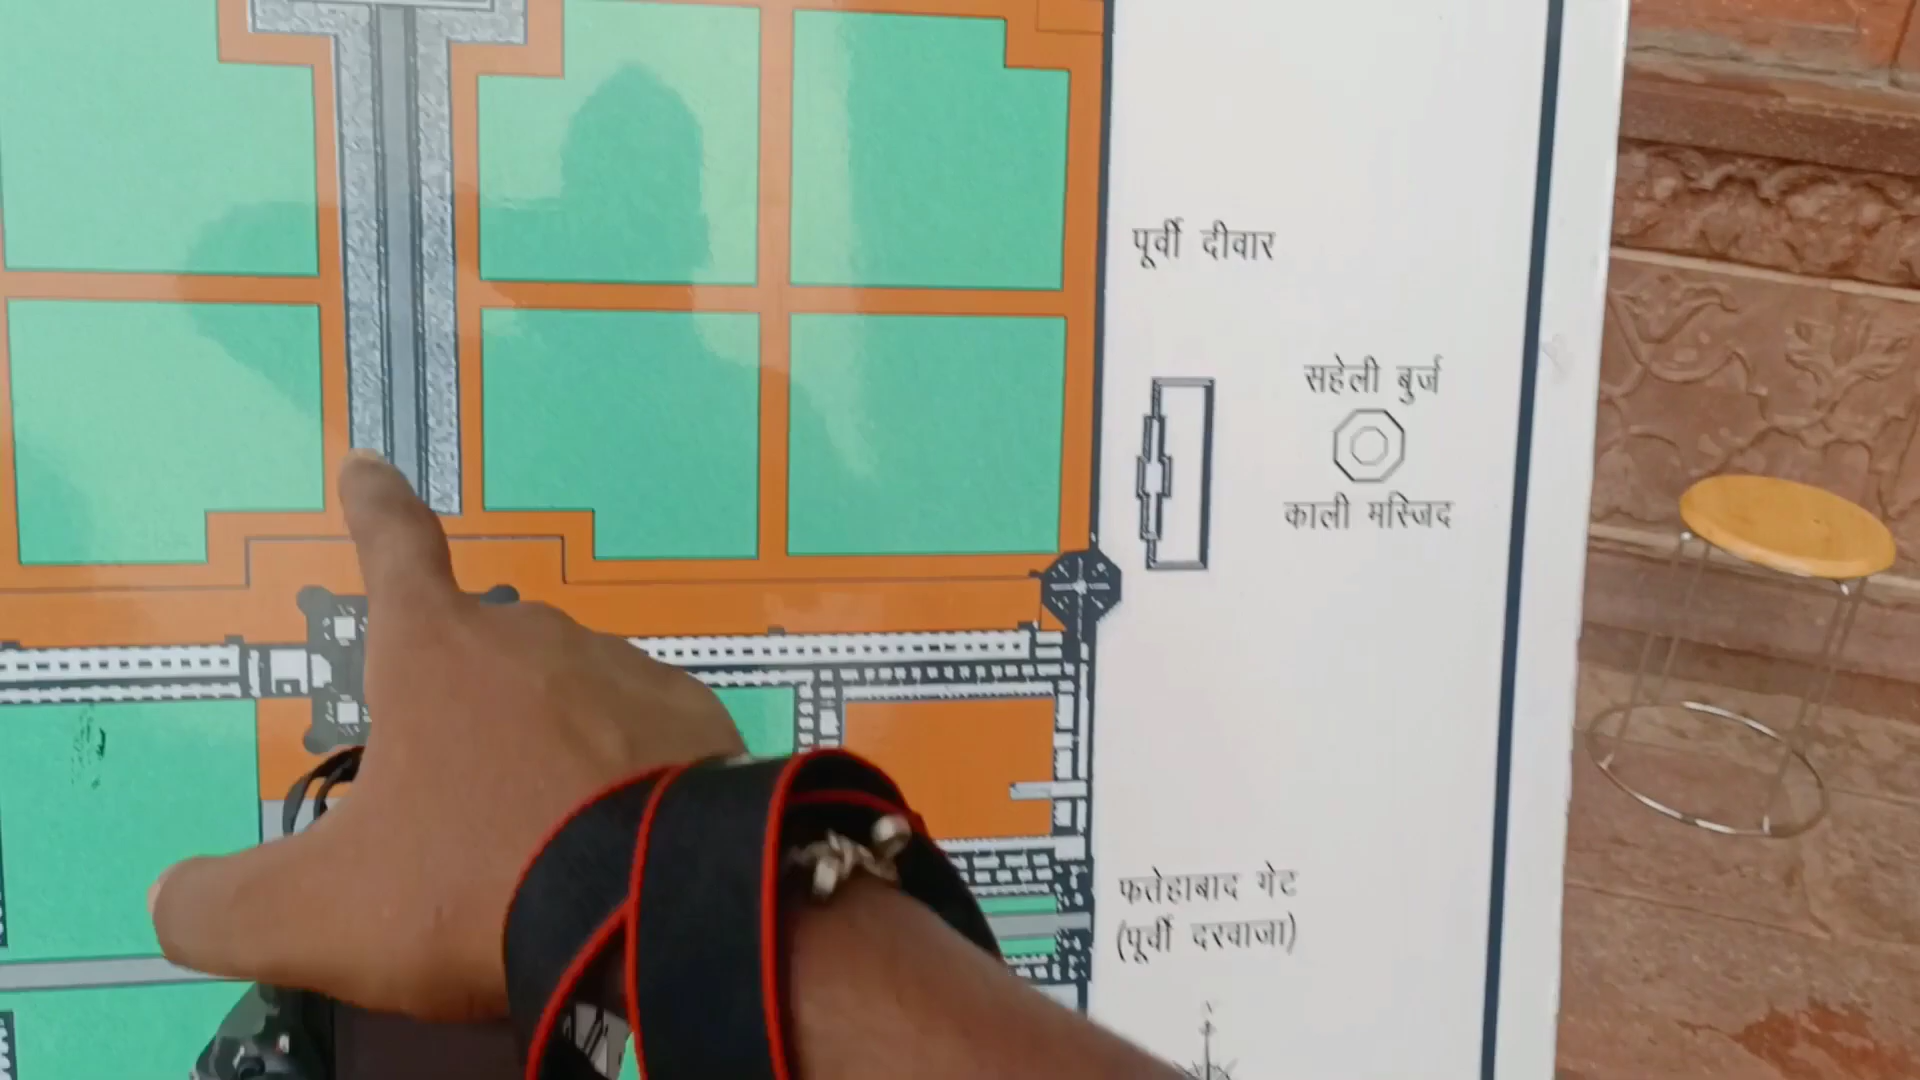 पूर्वी दीवार
सहेली बुर्ज
काली मस्जिद
फतेहाबाद गेट
(पूर्वी दरवाजा)